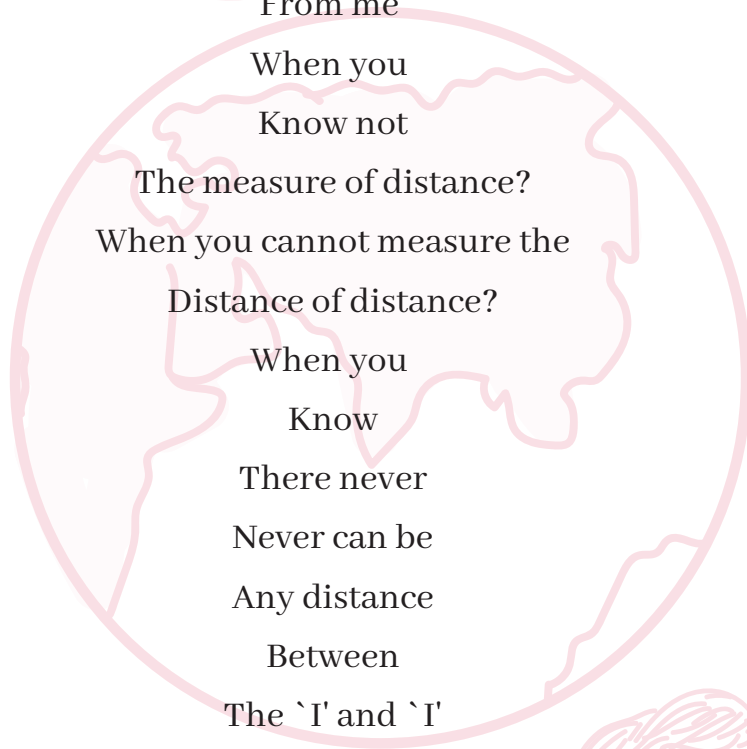 From me
When you
Know not
The measure of distance?
When you cannot measure the
Distance of distance?
When you
Know
There never
Never can be
Any distance
Between
The `I' and `I'